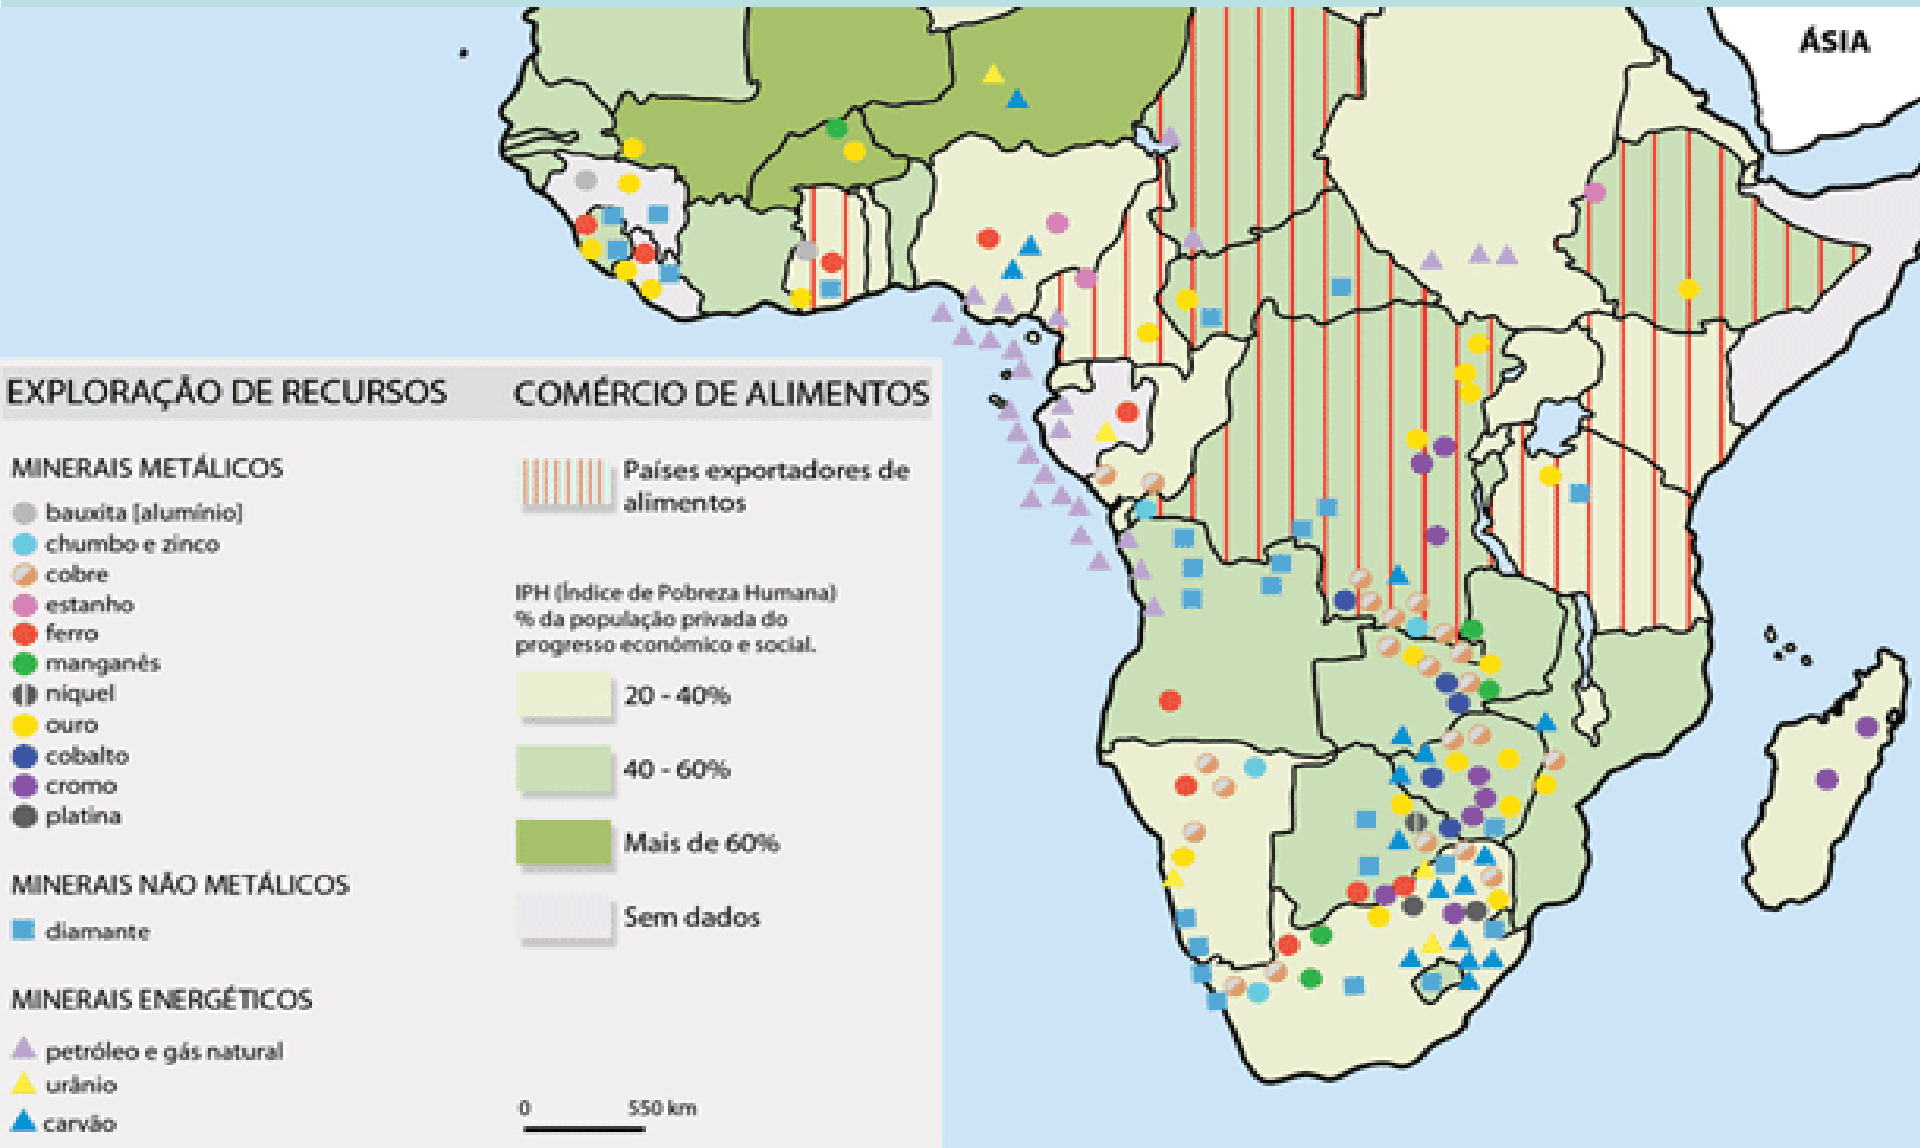 ÁSIA
EXPLORAÇÃO DE RECURSOS
MINERAIS METÁLICOS
bauxita [alumínio]
chumbo e zinco
cobre
estanho
ferro
manganês
níquel
ouro
cobalto
cromo
platina
MINERAIS NÃO METÁLICOS
diamante
MINERAIS ENERGÉTICOS
petróleo e gás natural
urânio
carvão
COMÉRCIO DE ALIMENTOS
Países exportadores de
alimentos
IPH (Índice de Pobreza Humana)
% da população privada do
progresso econômico e social.
20 - 40%
40 - 60%
Mais de 60%
Sem dados
0 550 km